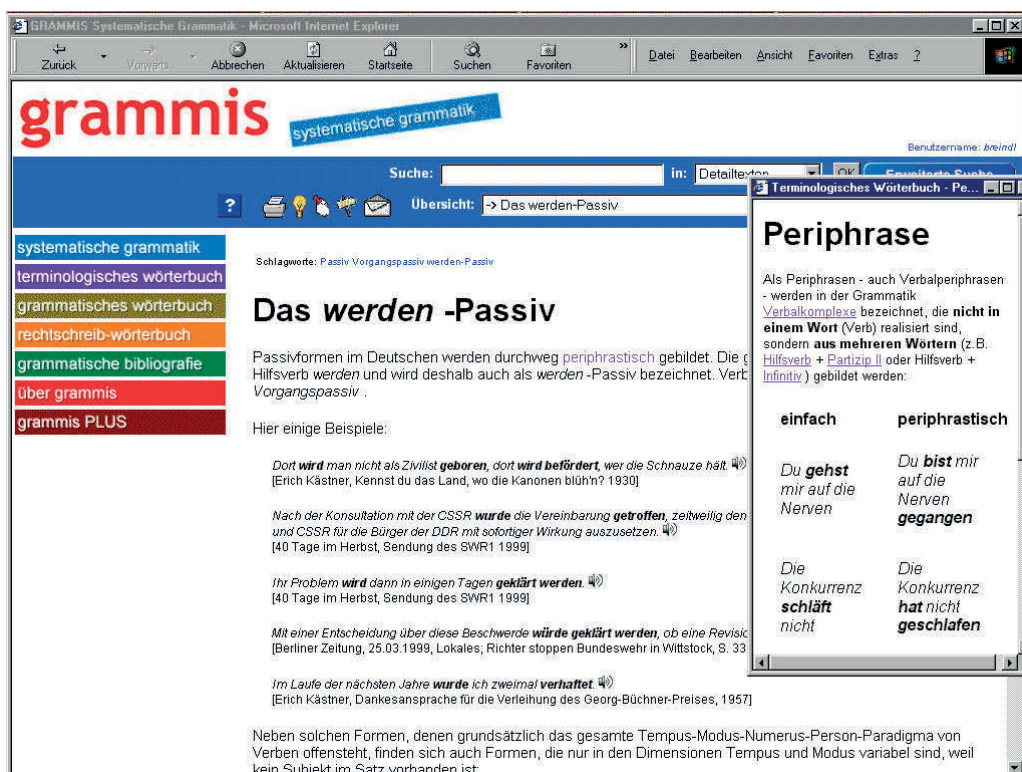 GRAMMIS Systematische Grammatik - Microsoft Internet Explorer
Zurück Vorwärts Abbrechen Aktualisieren Startseite Suchen Favoriten » Datei Bearbeiten Ansicht Favoriten Extras ?
grammis
systematische grammatik
Benutzername: breindl
Suche: in: Detailtexten OK Erweiterte Suche
? Übersicht: -> Das werden-Passiv
systematische grammatik
terminologisches wörterbuch
grammatisches wörterbuch
rechtschreib-wörterbuch
grammatische bibliografie
über grammis
grammis PLUS
Schlagworte: Passiv Vorgangspassiv werden-Passiv
Das werden -Passiv
Passivformen im Deutschen werden durchweg periphrastisch gebildet. Die
Hilfsverb werden und wird deshalb auch als werden -Passiv bezeichnet. Verb
Vorgangspassiv .
Hier einige Beispiele:
Dort wird man nicht als Zivilist geboren, dort wird befördert, wer die Schnauze hält.
[Erich Kästner, Kennst du das Land, wo die Kanonen blüh'n? 1930]
Nach der Konsultation mit der CSSR wurde die Vereinbarung getroffen, zeitweilig den
und CSSR für die Bürger der DDR mit sofortiger Wirkung auszusetzen.
[40 Tage im Herbst, Sendung des SWR1 1999]
Ihr Problem wird dann in einigen Tagen geklärt werden.
[40 Tage im Herbst, Sendung des SWR1 1999]
Mit einer Entscheidung über diese Beschwerde würde geklärt werden, ob eine Revisio
[Berliner Zeitung, 25.03.1999, Lokales; Richter stoppen Bundeswehr in Wittstock, S. 33
Im Laufe der nächsten Jahre wurde ich zweimal verhaftet.
[Erich Kästner, Dankesansprache für die Verleihung des Georg-Büchner-Preises, 1957]
Neben solchen Formen, denen grundsätzlich das gesamte Tempus-Modus-Numerus-Person-Paradigma von
Verben offensteht, finden sich auch Formen, die nur in den Dimensionen Tempus und Modus variabel sind, weil
kein Subjekt im Satz vorhanden ist:
Terminologisches Wörterbuch - Pe...
Periphrase
Als Periphrasen - auch Verbalperiphrasen
- werden in der Grammatik
Verbalkomplexe bezeichnet, die nicht in
einem Wort (Verb) realisiert sind,
sondern aus mehreren Wörtern (z.B.
Hilfsverb + Partizip II oder Hilfsverb +
Infinitiv ) gebildet werden:
einfach periphrastisch
Du gehst
mir auf die
Nerven
Du bist mir
auf die
Nerven
gegangen
Die
Konkurrenz
schläft
nicht
Die
Konkurrenz
hat nicht
geschlafen